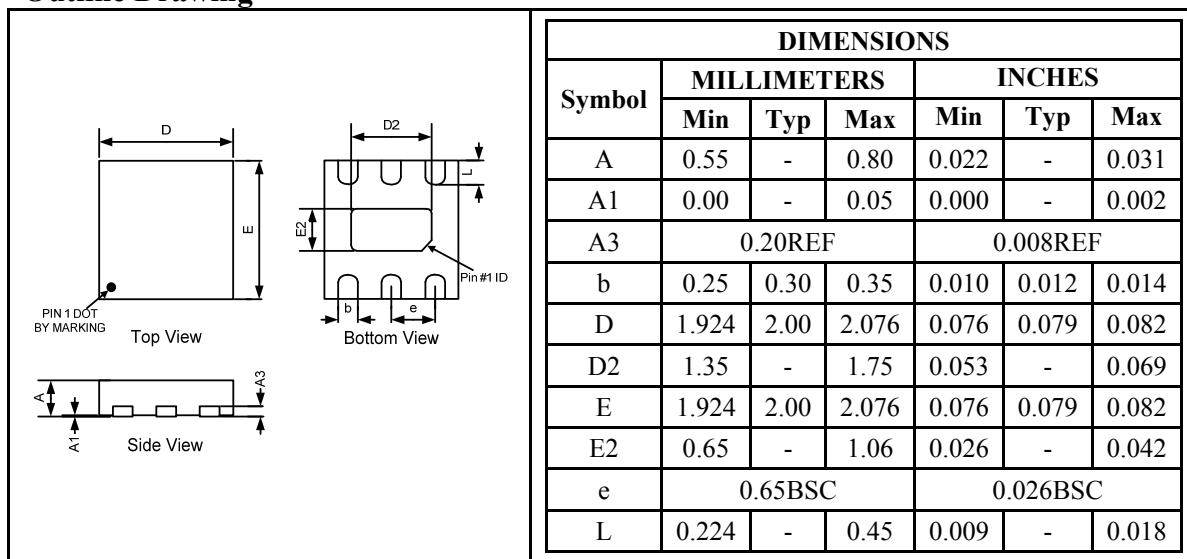 D
E
PIN 1 DOT
BY MARKING
Top View
D2
L
E2
Pin #1 ID
b
e
Bottom View
A
A1
A3
Side View
DIMENSIONS
Symbol MILLIMETERS INCHES
Min Typ Max Min Typ Max
A 0.55 - 0.80 0.022 - 0.031
A1 0.00 - 0.05 0.000 - 0.002
A3 0.20REF 0.008REF
b 0.25 0.30 0.35 0.010 0.012 0.014
D 1.924 2.00 2.076 0.076 0.079 0.082
D2 1.35 - 1.75 0.053 - 0.069
E 1.924 2.00 2.076 0.076 0.079 0.082
E2 0.65 - 1.06 0.026 - 0.042
e 0.65BSC 0.026BSC
L 0.224 - 0.45 0.009 - 0.018